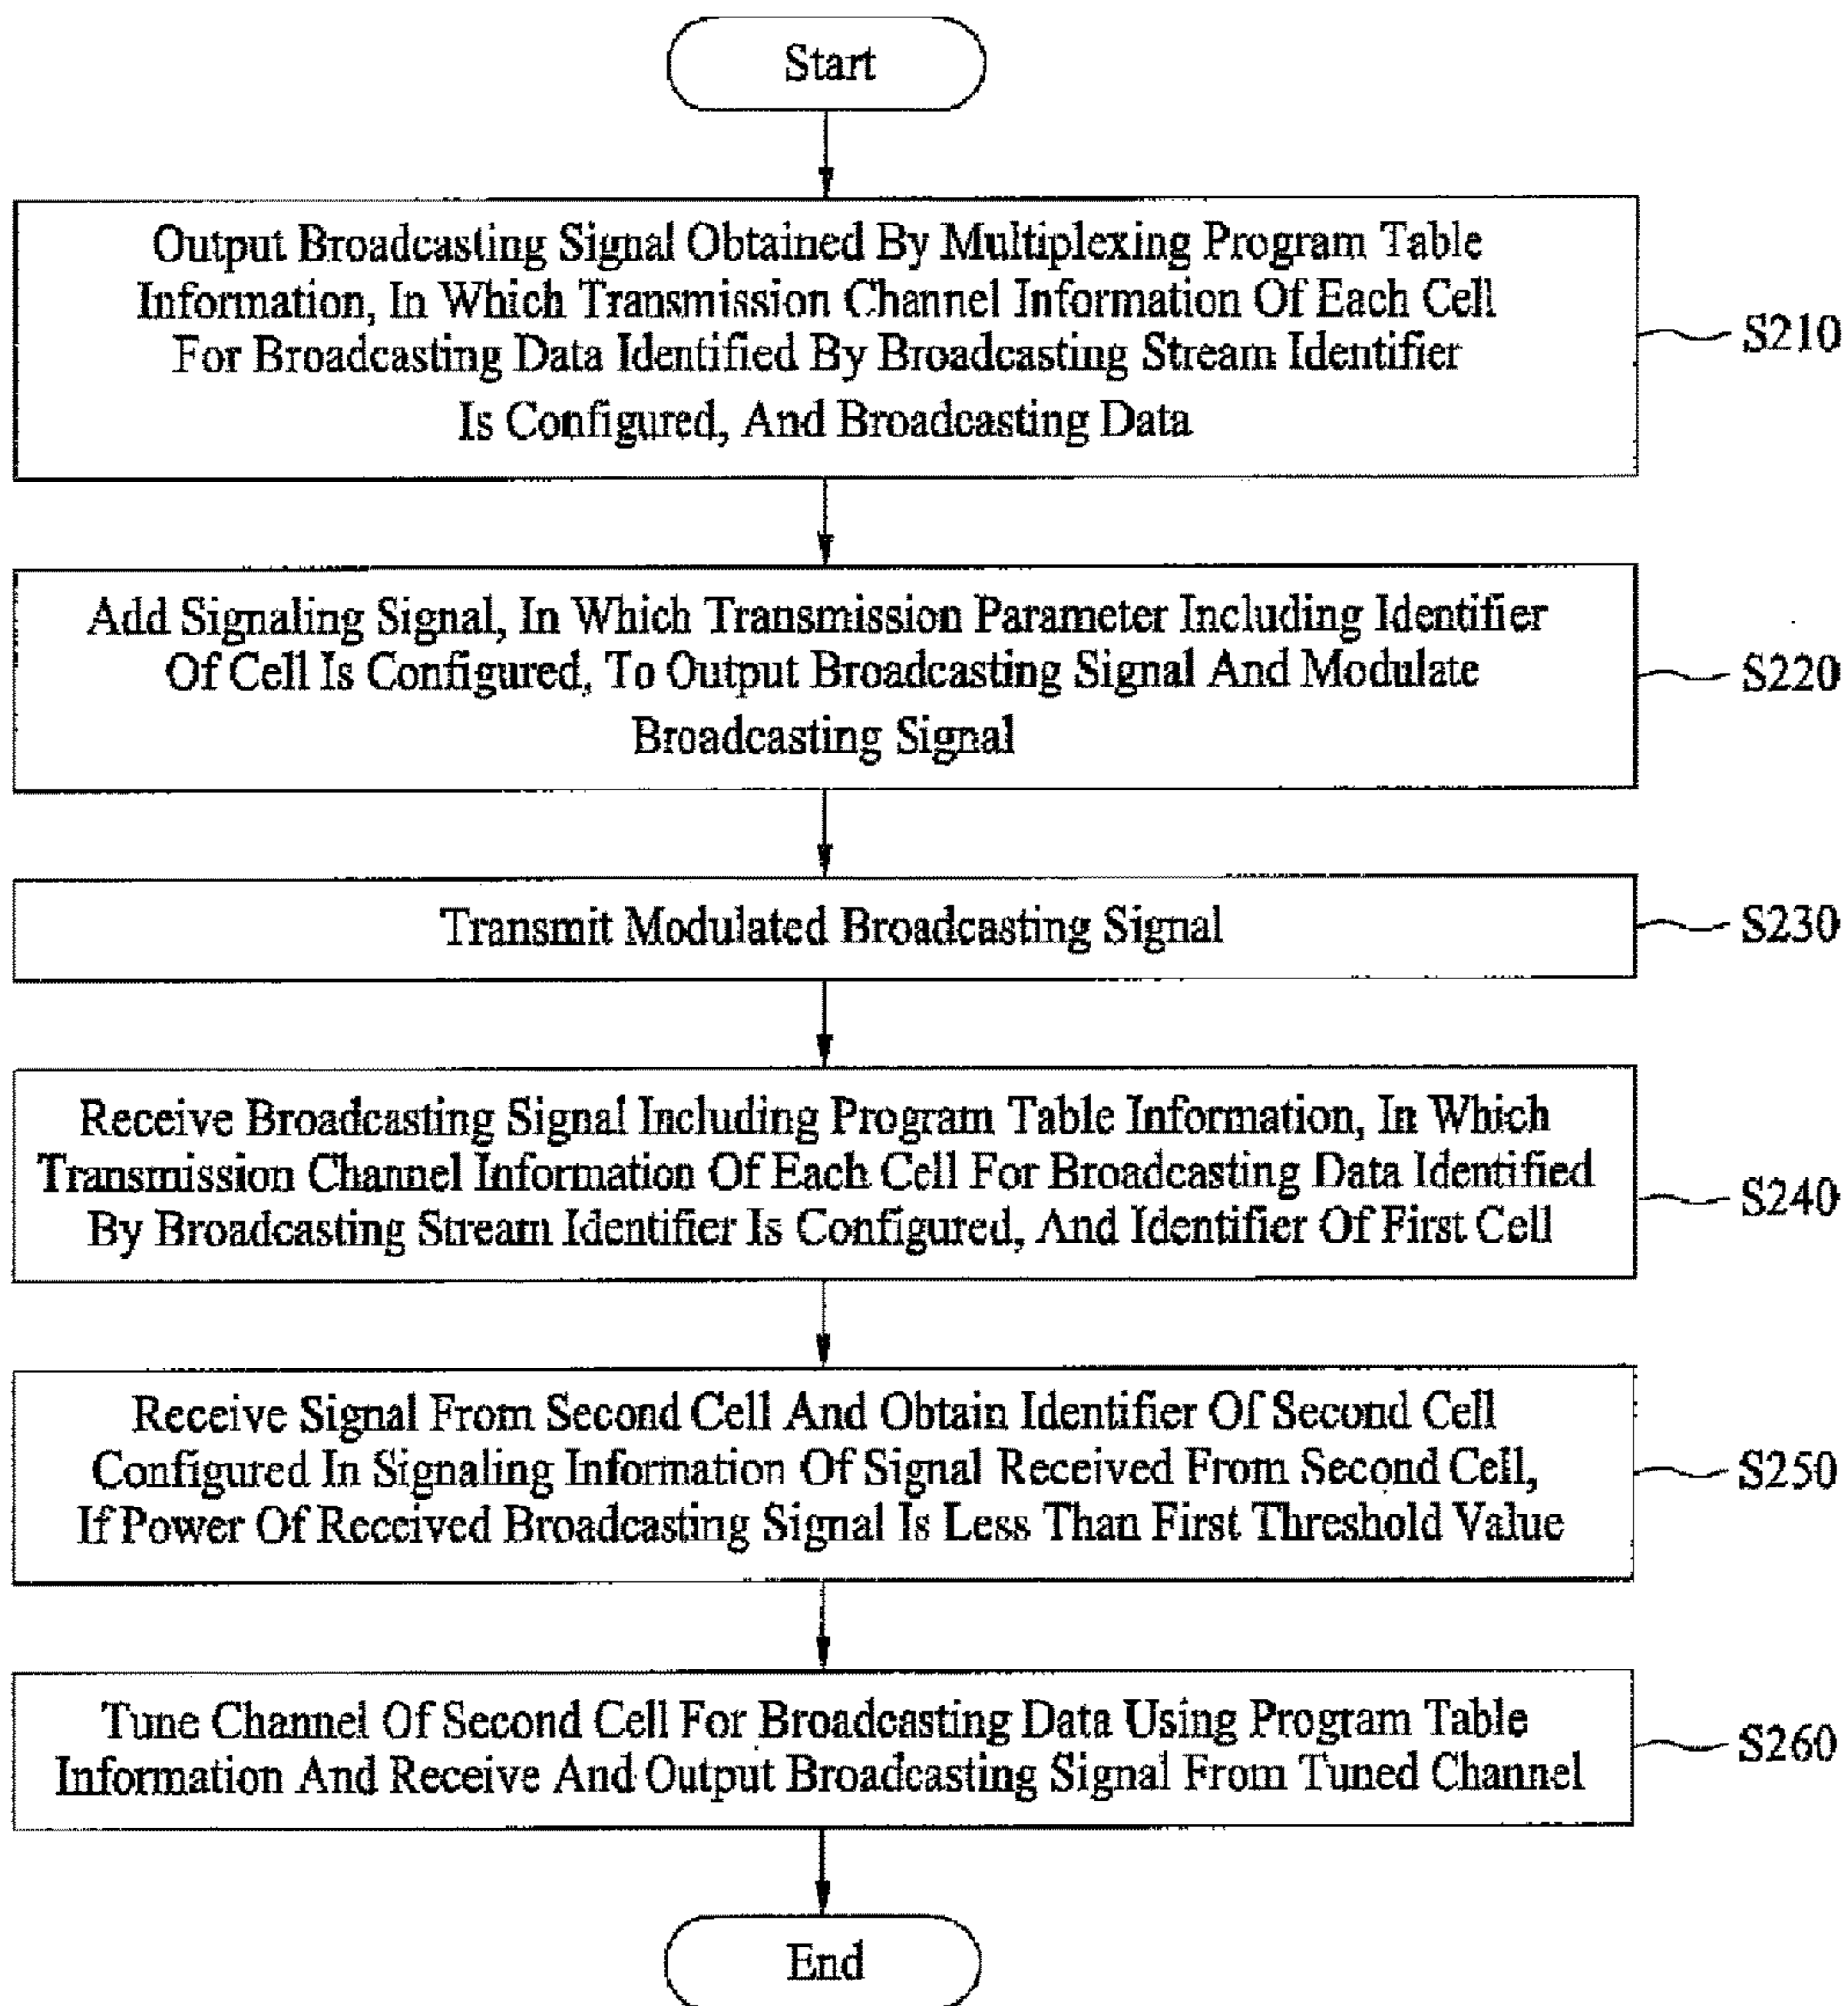 Start
Output Broadcasting Signal Obtained By Multiplexing Program Table
Information, In Which Transmission Channel Information Of Each Cell
For Broadcasting Data Identified By Broadcasting Stream Identifier
Is Configured, And Broadcasting Data
S210
Add Signaling Signal, In Which Transmission Parameter Including Identifier
Of Cell Is Configured, To Output Broadcasting Signal And Modulate
Broadcasting Signal
S220
Transmit Modulated Broadcasting Signal
S230
Receive Broadcasting Signal Including Program Table Information, In Which
Transmission Channel Information Of Each Cell For Broadcasting Data Identified
By Broadcasting Stream Identifier Is Configured, And Identifier Of First Cell
S240
Receive Signal From Second Cell And Obtain Identifier Of Second Cell
Configured In Signaling Information Of Signal Received From Second Cell,
If Power Of Received Broadcasting Signal Is Less Than First Threshold Value
S250
Tune Channel Of Second Cell For Broadcasting Data Using Program Table
Information And Receive And Output Broadcasting Signal From Tuned Channel
S260
End